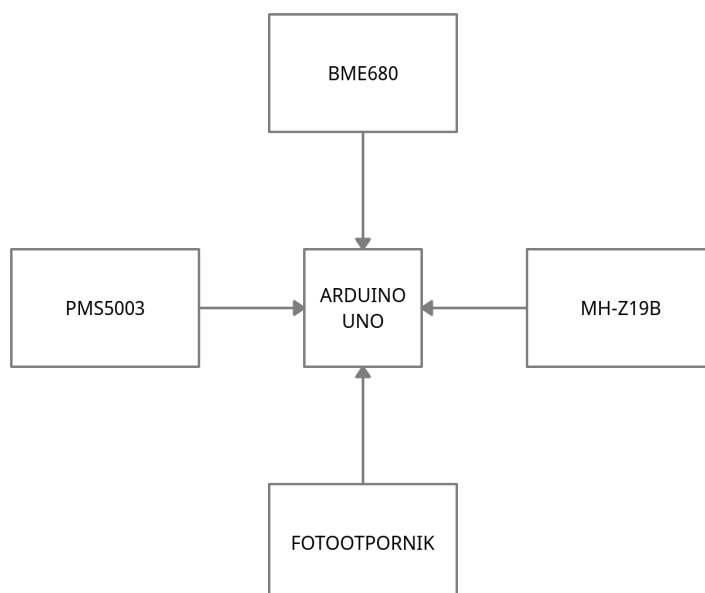 BME680
PMS5003
ARDUINO
UNO
MH-Z19B
FOTOOTPORNIK